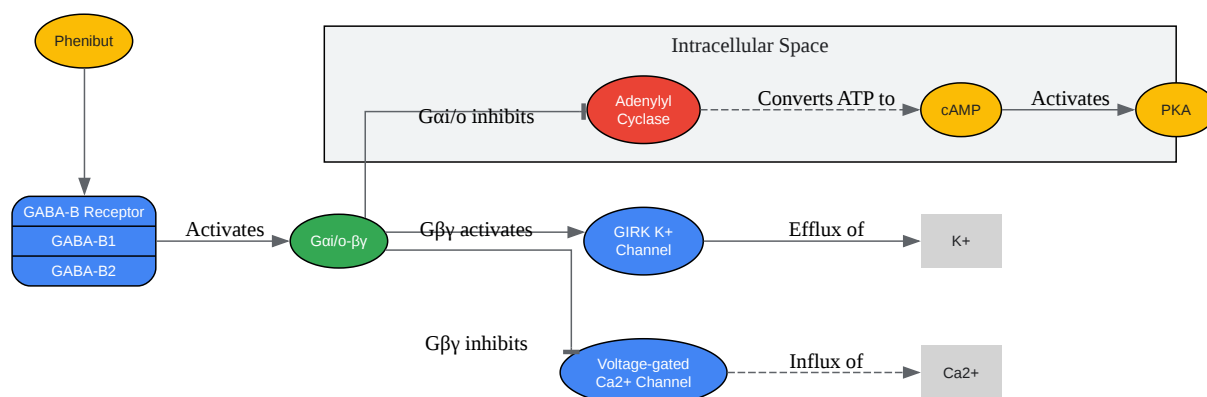 Phenibut
Intracellular Space
Gαi/o inhibits
Adenylyl
Cyclase
Converts ATP to
cAMP
Activates
PKA
GABA-B Receptor
GABA-B1
GABA-B2
Activates
Gαi/o-βγ
Gβγ activates
GIRK K+
Channel
Efflux of
K+
Gβγ inhibits
Voltage-gated
Ca2+ Channel
Influx of
Ca2+